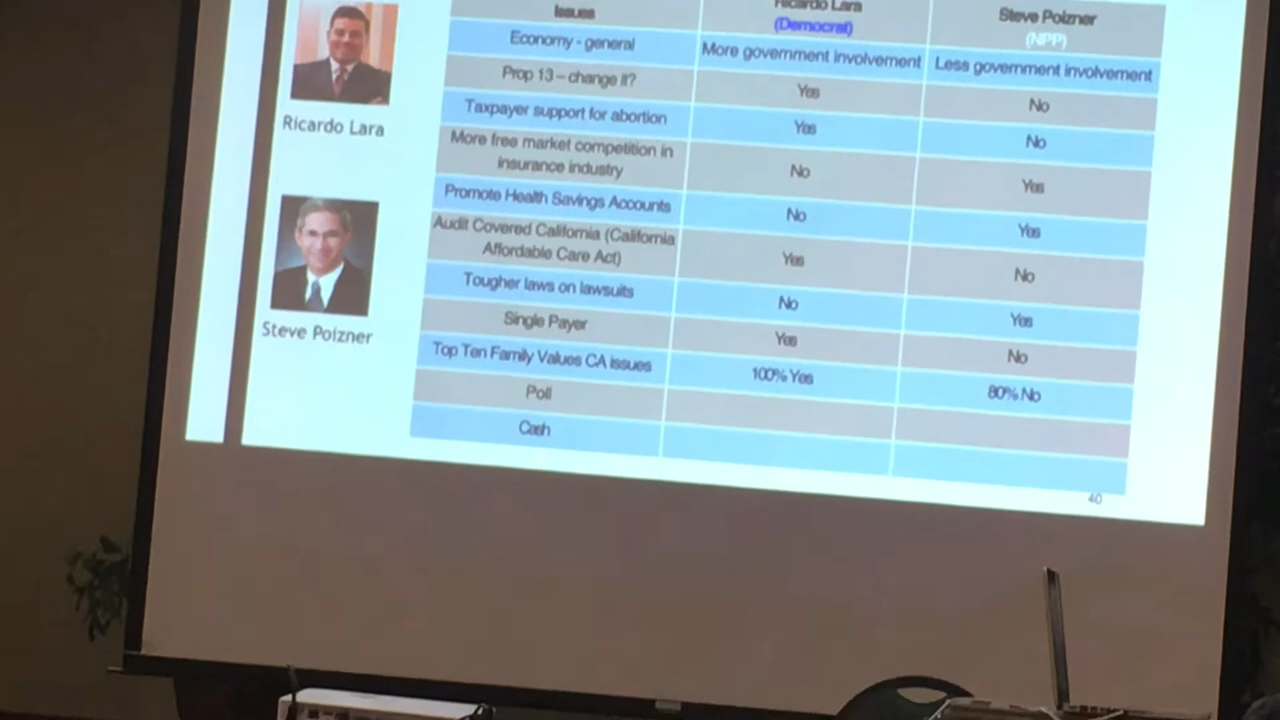 Issues
Ricardo Lara
(Democrat)
Steve Poizner
(NPP)
Economy - general
More government involvement
Less government involvement
Prop 13 – change it?
Yes
No
Taxpayer support for abortion
Yes
No
More free market competition in
insurance industry
No
Yes
Promote Health Savings Accounts
No
Yes
Audit Covered California (California
Affordable Care Act)
Yes
No
Tougher laws on lawsuits
No
Yes
Single Payer
Yes
No
Top Ten Family Values CA issues
100% Yes
80% No
Poll
Cash
Ricardo Lara
Steve Poizner
40